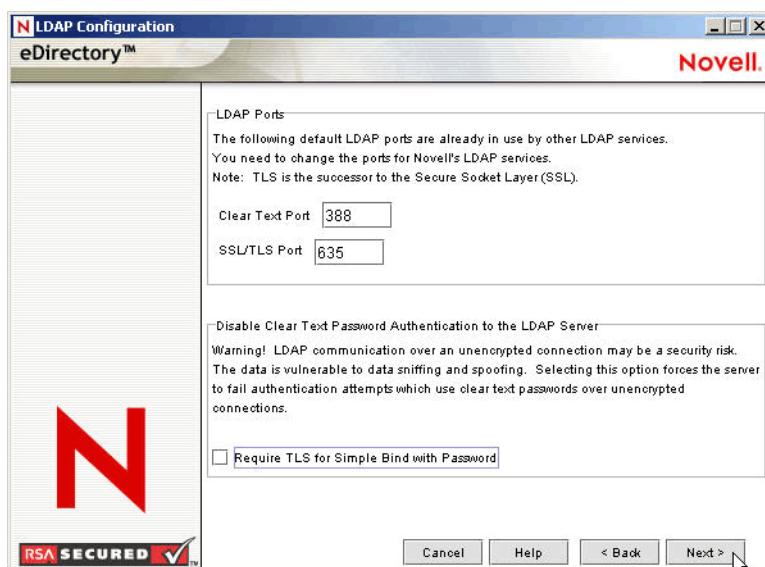 N LDAP Configuration
eDirectory™
Novell.
LDAP Ports
The following default LDAP ports are already in use by other LDAP services.
You need to change the ports for Novell's LDAP services.
Note: TLS is the successor to the Secure Socket Layer (SSL).
Clear Text Port 388
SSL/TLS Port 635
Disable Clear Text Password Authentication to the LDAP Server
Warning! LDAP communication over an unencrypted connection may be a security risk.
The data is vulnerable to data sniffing and spoofing. Selecting this option forces the server
to fail authentication attempts which use clear text passwords over unencrypted
connections.
Require TLS for Simple Bind with Password
N
RSA SECURED ™
Cancel Help < Back Next >